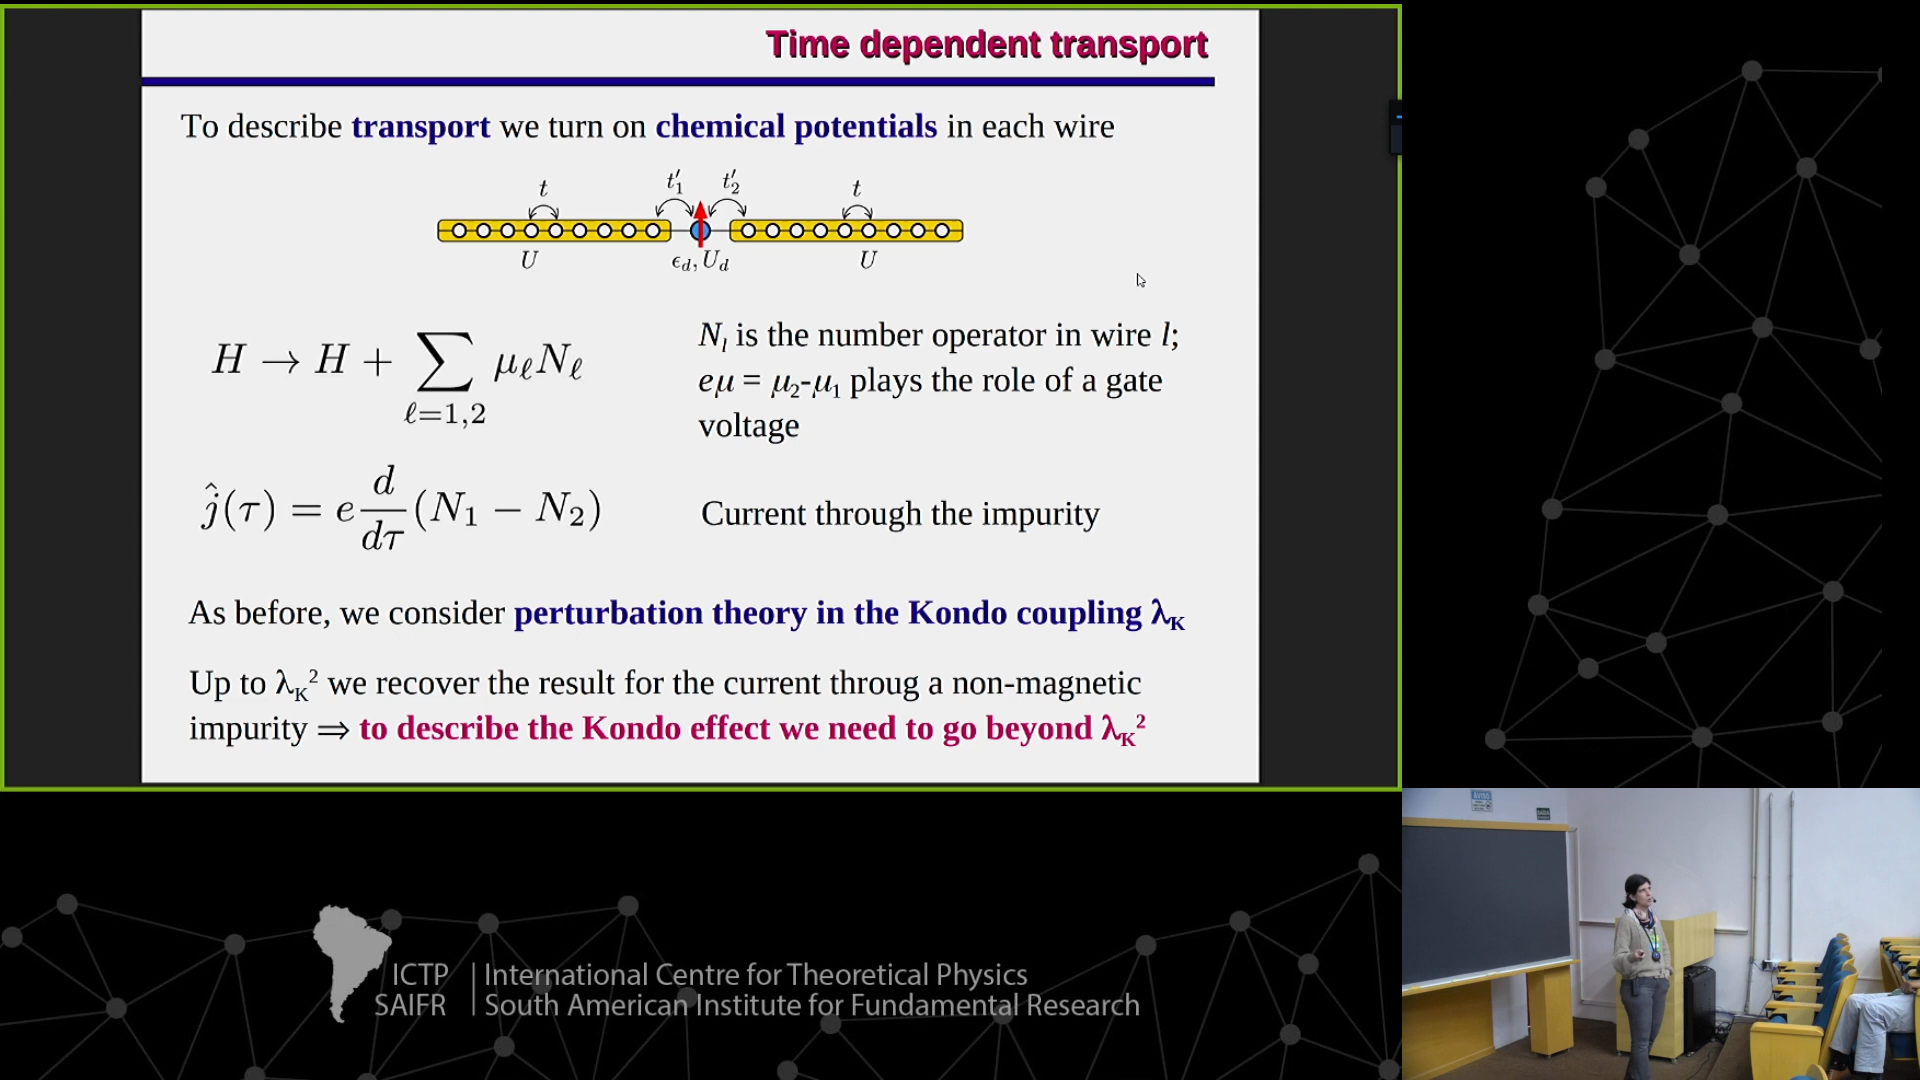 Time dependent transport
To describe transport we turn on chemical potentials in each wire
t t′₁ t′₂ t
U ϵd, Ud U
H → H + ∑ μℓNℓ
ℓ=1,2
Nl is the number operator in wire l;
eμ = μ₂-μ₁ plays the role of a gate
voltage
ĵ(τ) = e d/dτ (N₁ − N₂)
Current through the impurity
As before, we consider perturbation theory in the Kondo coupling λK
Up to λK² we recover the result for the current throug a non-magnetic
impurity ⇒ to describe the Kondo effect we need to go beyond λK²
ICTP | International Centre for Theoretical Physics
SAIFR | South American Institute for Fundamental Research